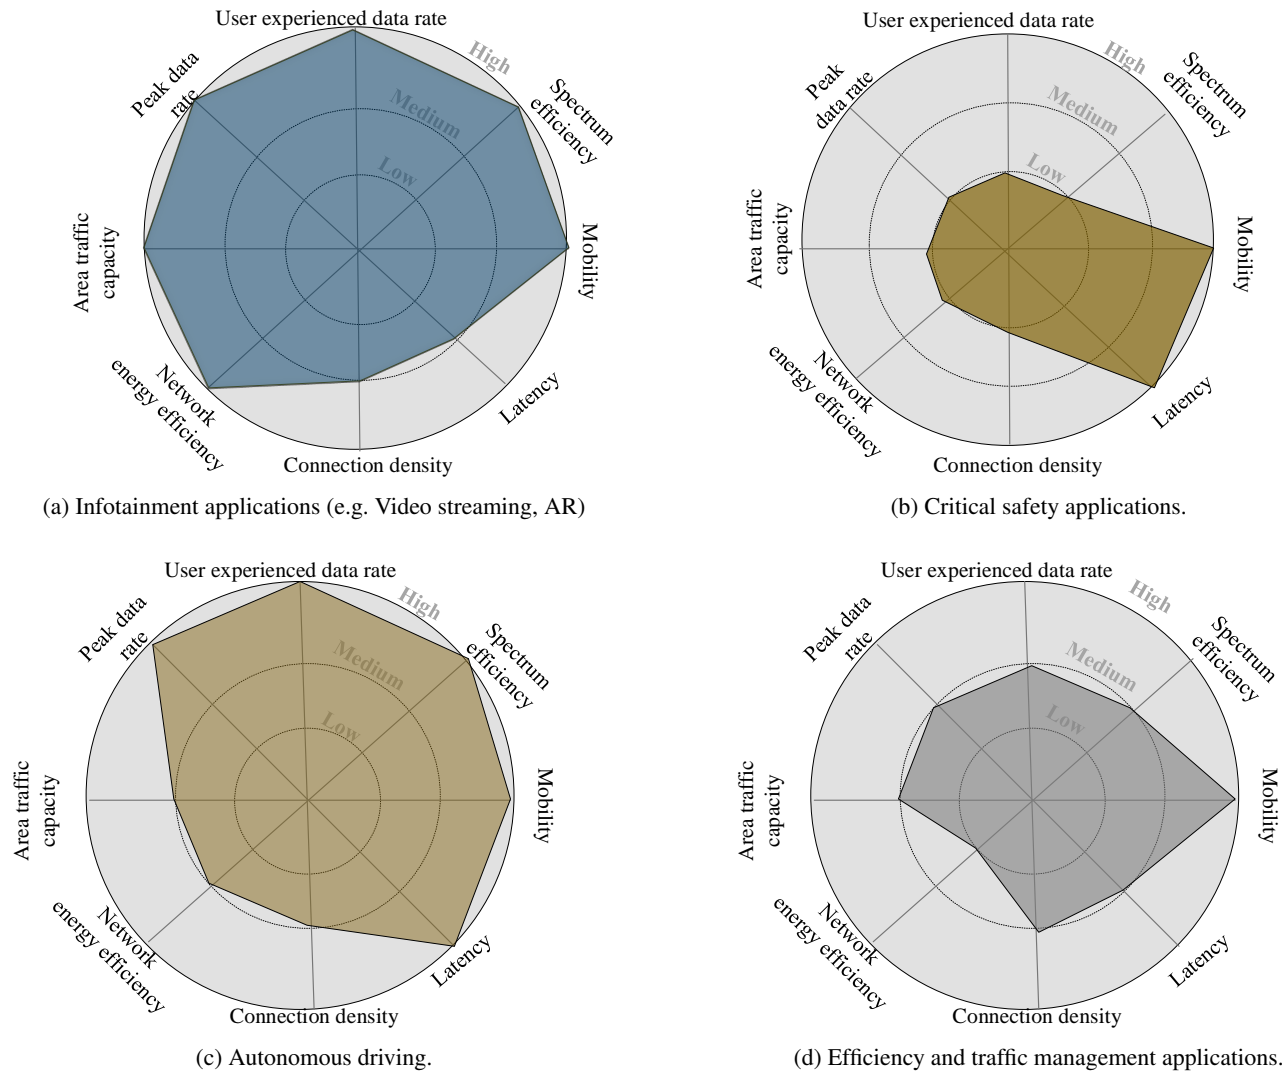 User experienced data rate
High
Peak data
rate
Medium
Spectrum
efficiency
Low
Area traffic
capacity
Mobility
Network
energy efficiency
Latency
Connection density
(a) Infotainment applications (e.g. Video streaming, AR)
User experienced data rate
High
Peak
data rate
Medium
Spectrum
efficiency
Low
Area traffic
capacity
Mobility
Network
energy efficiency
Latency
Connection density
(b) Critical safety applications.
User experienced data rate
High
Peak data
rate
Medium
Spectrum
efficiency
Low
Area traffic
capacity
Mobility
Network
energy efficiency
Latency
Connection density
(c) Autonomous driving.
User experienced data rate
High
Peak data
rate
Medium
Spectrum
efficiency
Low
Area traffic
capacity
Mobility
Network
energy efficiency
Latency
Connection density
(d) Efficiency and traffic management applications.